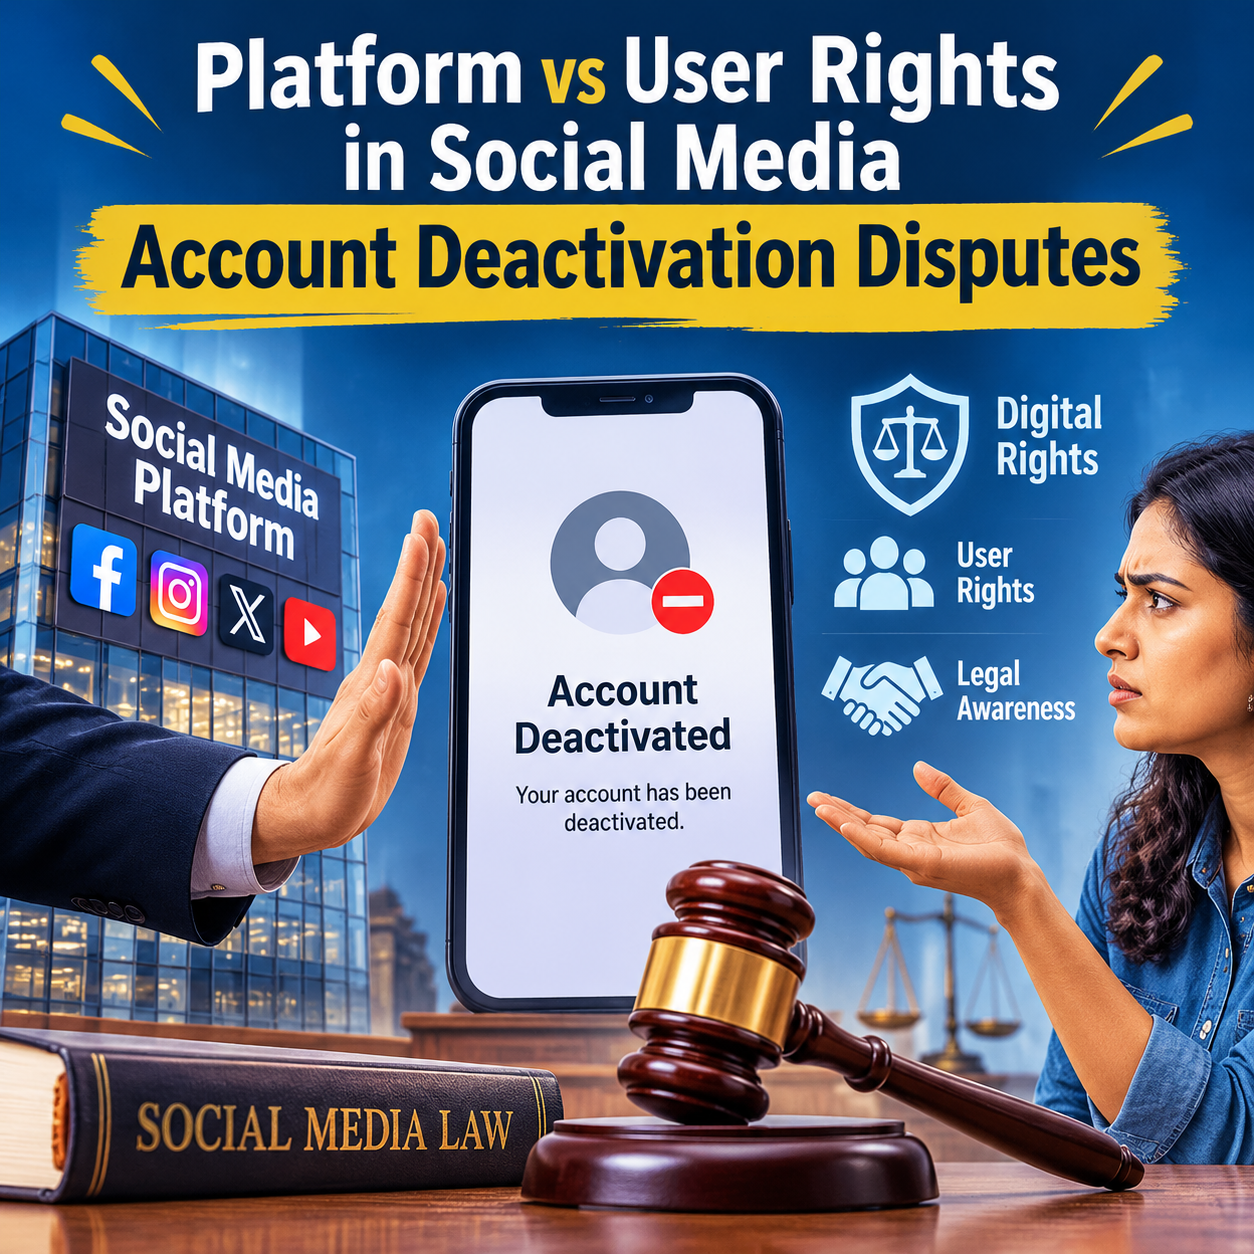 Platform vs User Rights
in Social Media
Account Deactivation Disputes
Social Media
Platform
Digital
Rights
User
Rights
Legal
Awareness
Account
Deactivated
Your account has been
deactivated.
SOCIAL MEDIA LAW